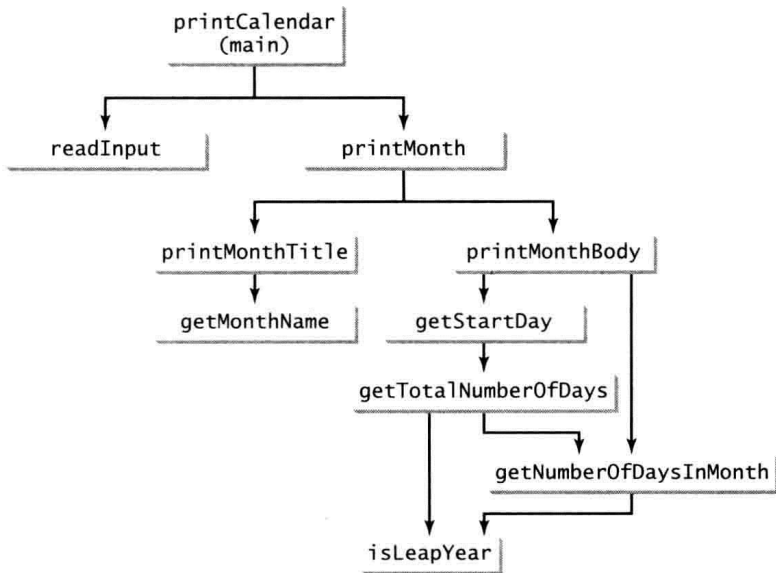 printCalendar
(main)
readInput
printMonth
printMonthTitle
printMonthBody
getMonthName
getStartDay
getTotalNumberOfDays
getNumberOfDaysInMonth
isLeapYear